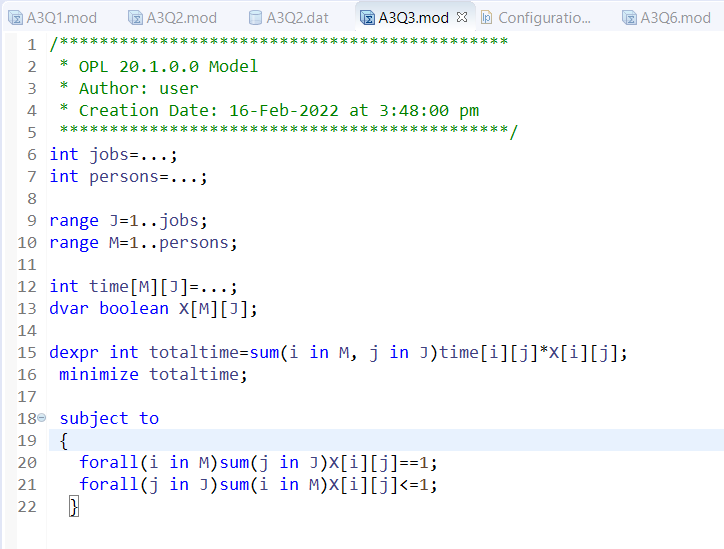 A3Q1.mod A3Q2.mod A3Q2.dat A3Q3.mod Configuratio... A3Q6.mod
1 /*********************************************
2 * OPL 20.1.0.0 Model
3 * Author: user
4 * Creation Date: 16-Feb-2022 at 3:48:00 pm
5 *********************************************/
6 int jobs=...;
7 int persons=...;
8
9 range J=1..jobs;
10 range M=1..persons;
11
12 int time[M][J]=...;
13 dvar boolean X[M][J];
14
15 dexpr int totaltime=sum(i in M, j in J)time[i][j]*X[i][j];
16 minimize totaltime;
17
18 subject to
19 {
20 forall(i in M)sum(j in J)X[i][j]==1;
21 forall(j in J)sum(i in M)X[i][j]<=1;
22 }